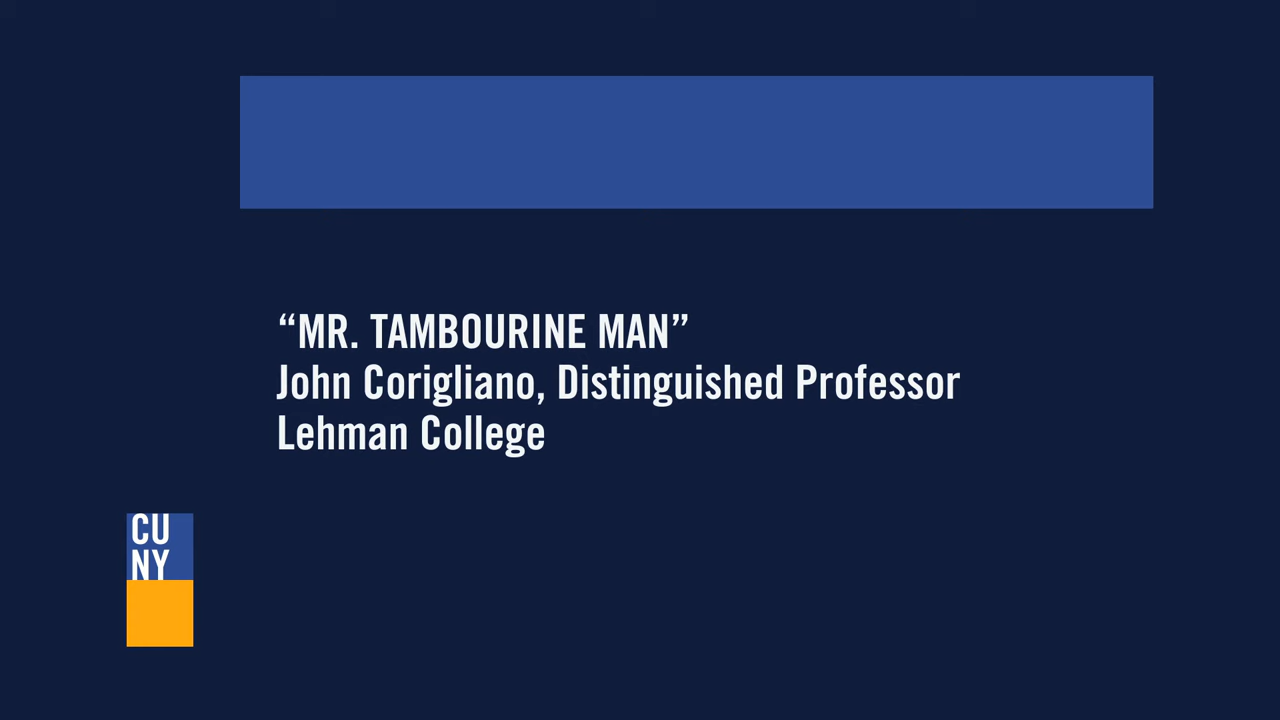 “MR. TAMBOURINE MAN”
John Corigliano, Distinguished Professor
Lehman College
CU
NY